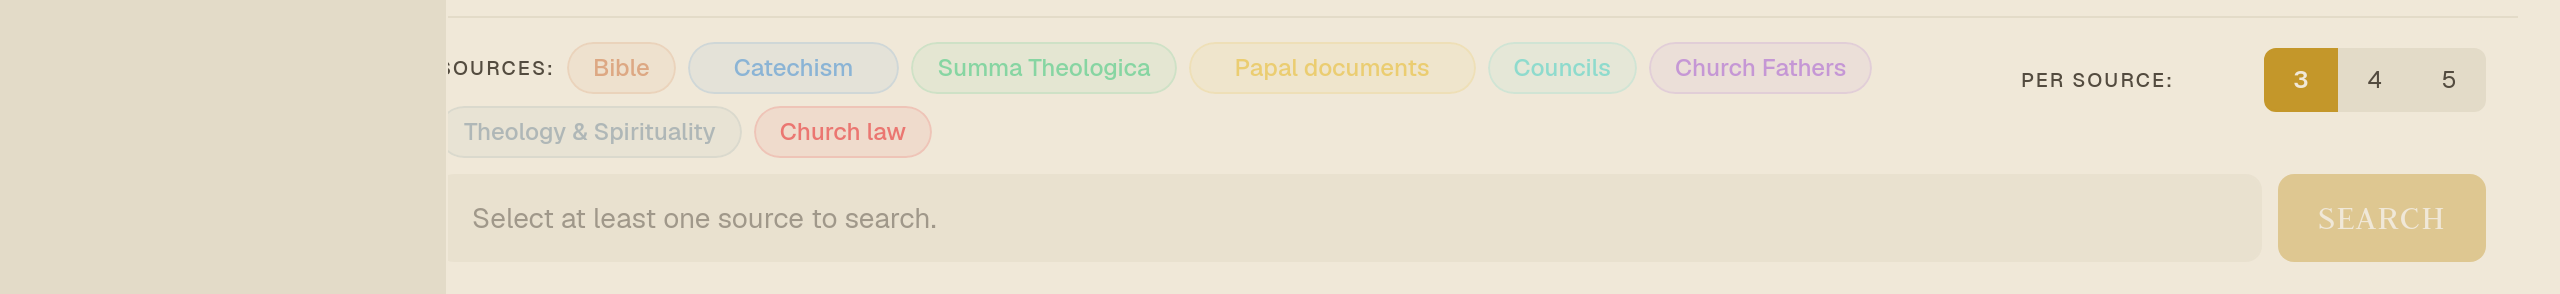 SOURCES: Bible Catechism Summa Theologica Papal documents Councils Church Fathers
Theology & Spirituality Church law
PER SOURCE: 3 4 5
Select at least one source to search. SEARCH